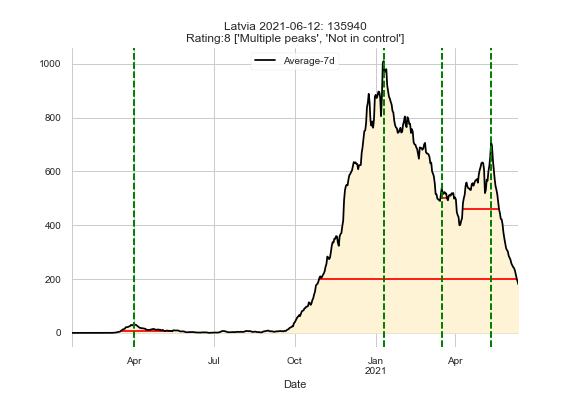 Latvia 2021-06-12: 135940
Rating:8 ['Multiple peaks', 'Not in control']
Average-7d
1000
800
600
400
200
0
Apr
Jul
Oct
Jan
2021
Apr
Date